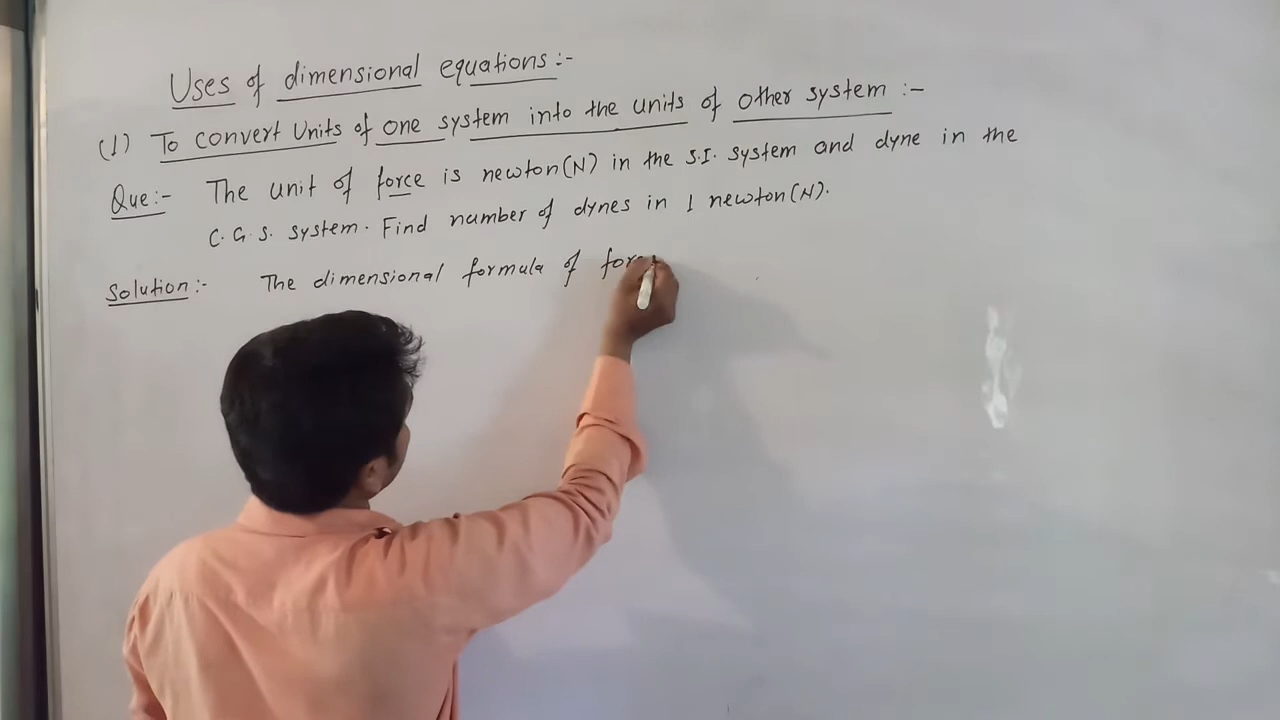 Uses of dimensional equations :-
(1) To convert Units of one system into the units of other system :-
Que:- The unit of force is newton(N) in the S.I. system and dyne in the
C.G.S. system. Find number of dynes in 1 newton(N).
Solution:- The dimensional formula of for